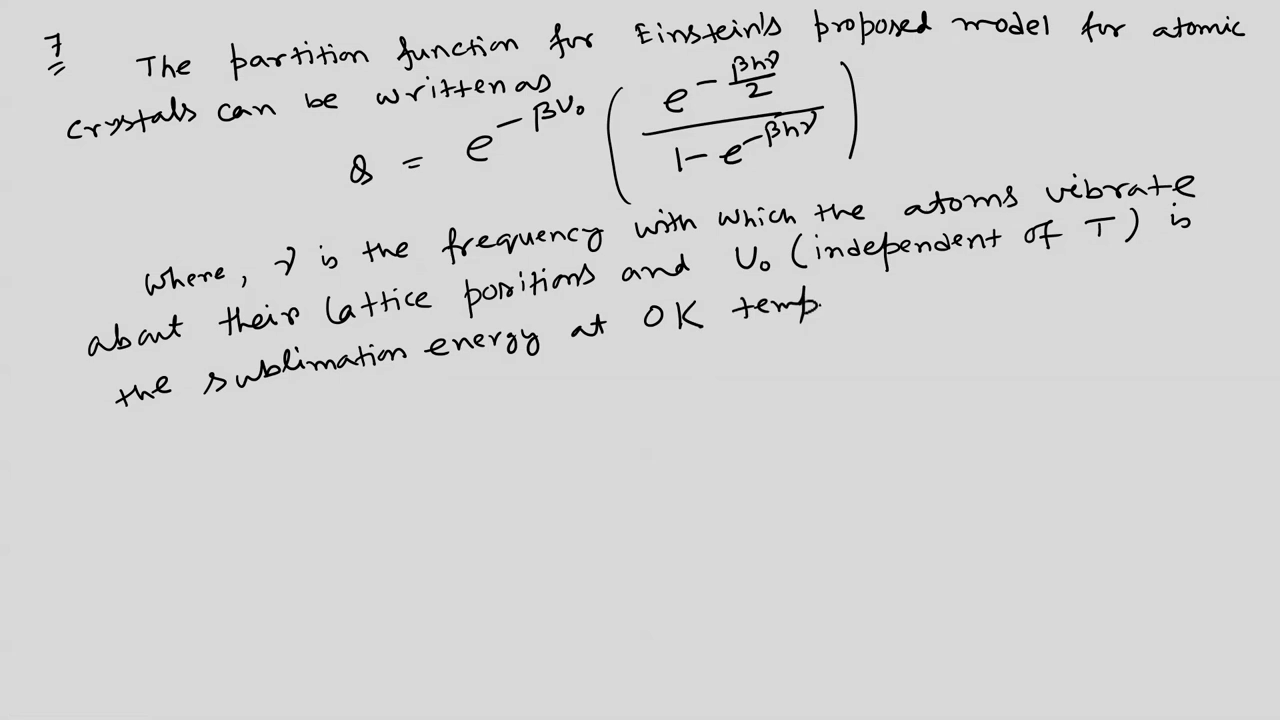 7 The partition function for Einstein's proposed model for atomic
crystals can be written as
Q = e^{-βU₀} ( e^{-βhν/2} / 1 - e^{-βhν} )
where, ν is the frequency with which the atoms vibrate
about their lattice positions and U₀ (independent of T) is
the sublimation energy at 0K temp.